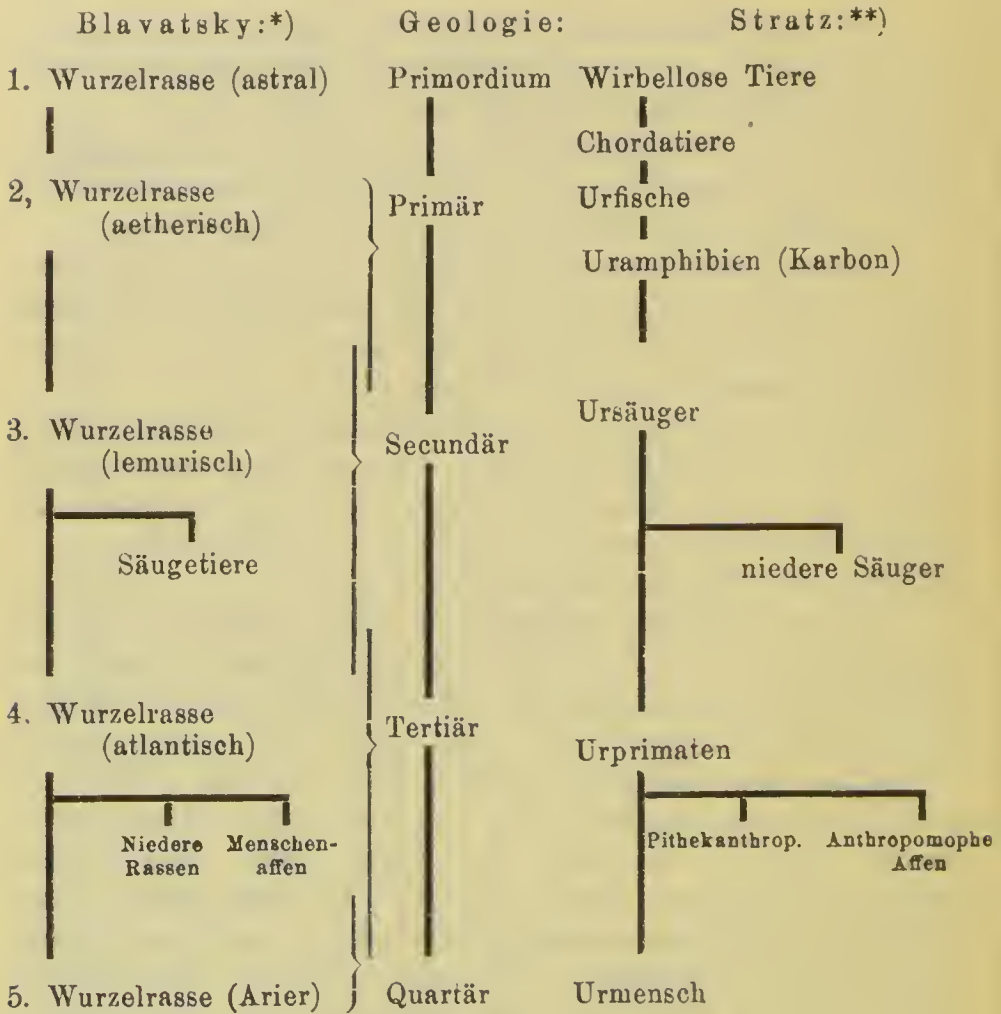 Blavatsky:*) Geologie: Stratz:**)
1. Wurzelrasse (astral) Primordium Wirbellose Tiere
Chordatiere
2, Wurzelrasse Primär Urfische
(aetherisch)
Uramphibien (Karbon)
Ursäuger
3. Wurzelrasse Secundär
(lemurisch)
Säugetiere niedere Säuger
4. Wurzelrasse Tertiär
(atlantisch) Urprimaten
Niedere Menschen- Pithekanthrop. Anthropomophe
Rassen affen Affen
5. Wurzelrasse (Arier) Quartär Urmensch